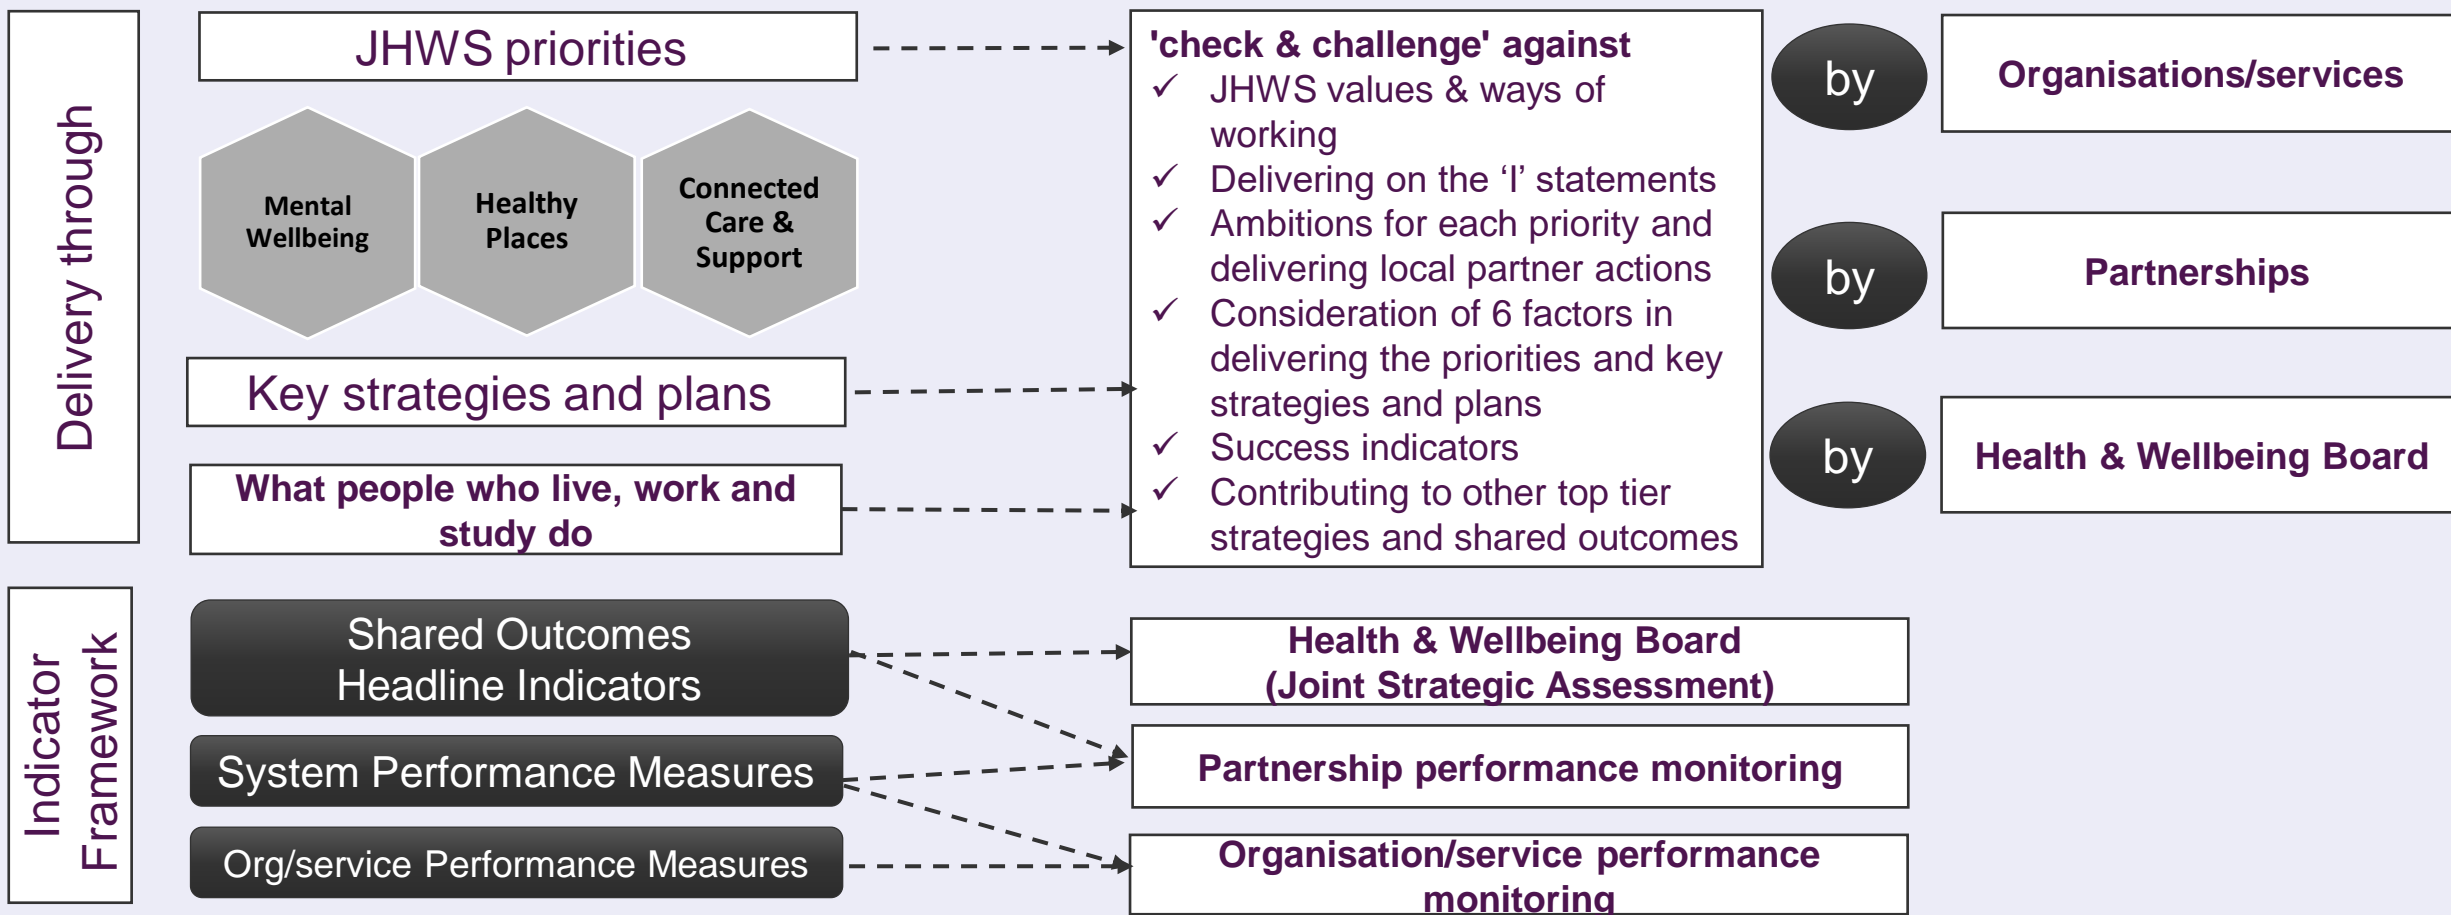 Delivery through
JHWS priorities
Mental
Wellbeing
Healthy
Places
Connected
Care &
Support
Key strategies and plans
What people who live, work and
study do
'check & challenge' against
✓ JHWS values & ways of
working
✓ Delivering on the ‘I’ statements
✓ Ambitions for each priority and
delivering local partner actions
✓ Consideration of 6 factors in
delivering the priorities and key
strategies and plans
✓ Success indicators
✓ Contributing to other top tier
strategies and shared outcomes
by
Organisations/services
by
Partnerships
by
Health & Wellbeing Board
Indicator
Framework
Shared Outcomes
Headline Indicators
System Performance Measures
Org/service Performance Measures
Health & Wellbeing Board
(Joint Strategic Assessment)
Partnership performance monitoring
Organisation/service performance
monitoring